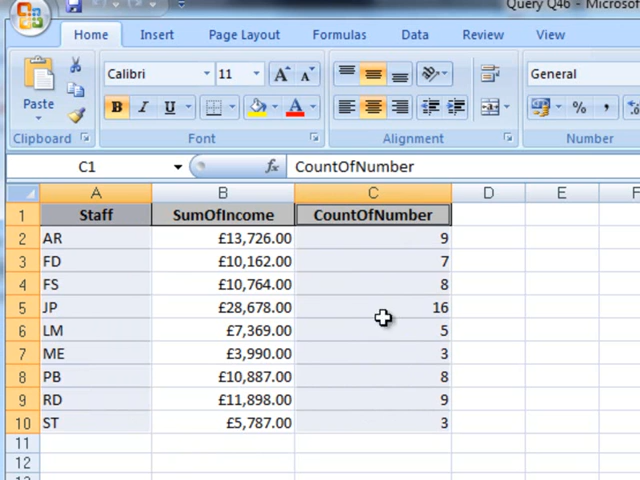 Query Q46 - Microsof
Home Insert Page Layout Formulas Data Review View
Calibri 11 A A General
Paste B I U A % ,
Clipboard Font Alignment Number
C1 fx CountOfNumber
A B C D E F
1 Staff SumOfIncome CountOfNumber
2 AR £13,726.00 9
3 FD £10,162.00 7
4 FS £10,764.00 8
5 JP £28,678.00 16
6 LM £7,369.00 5
7 ME £3,990.00 3
8 PB £10,887.00 8
9 RD £11,898.00 9
10 ST £5,787.00 3
11
12